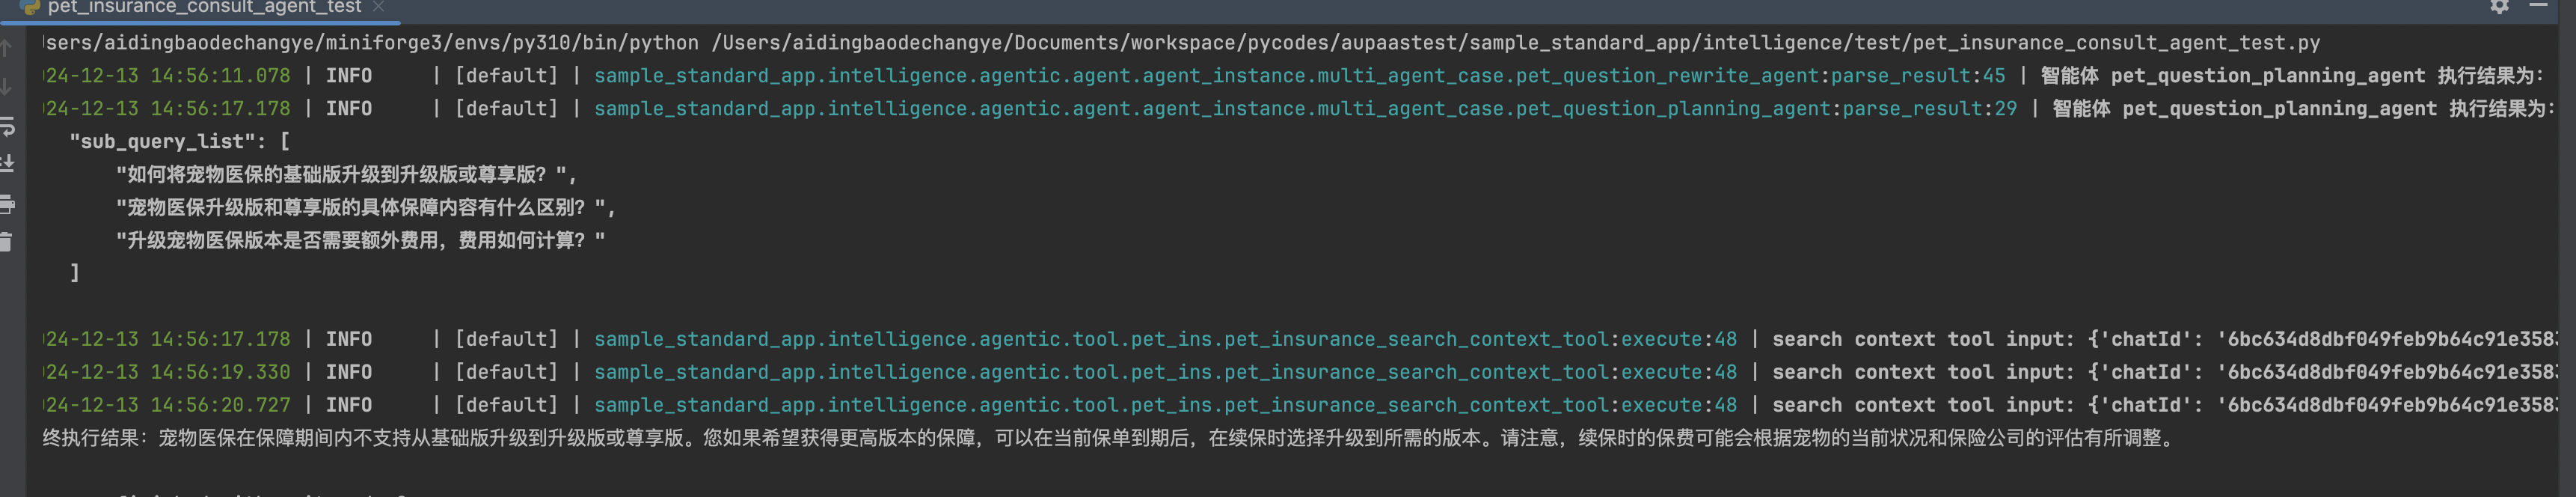 pet_insurance_consult_agent_test
sers/aidingbaodechangye/miniforge3/envs/py310/bin/python /Users/aidingbaodechangye/Documents/workspace/pycodes/aupaastest/sample_standard_app/intelligence/test/pet_insurance_consult_agent_test.py
24-12-13 14:56:11.078 | INFO | [default] | sample_standard_app.intelligence.agentic.agent.agent_instance.multi_agent_case.pet_question_rewrite_agent:parse_result:45 | 智能体 pet_question_planning_agent 执行结果为:
24-12-13 14:56:17.178 | INFO | [default] | sample_standard_app.intelligence.agentic.agent.agent_instance.multi_agent_case.pet_question_planning_agent:parse_result:29 | 智能体 pet_question_planning_agent 执行结果为:
"sub_query_list": [
"如何将宠物医保的基础版升级到升级版或尊享版？",
"宠物医保升级版和尊享版的具体保障内容有什么区别？",
"升级宠物医保版本是否需要额外费用，费用如何计算？"
]
24-12-13 14:56:17.178 | INFO | [default] | sample_standard_app.intelligence.agentic.tool.pet_ins.pet_insurance_search_context_tool:execute:48 | search context tool input: {'chatId': '6bc634d8dbf049feb9b64c91e3583
24-12-13 14:56:19.330 | INFO | [default] | sample_standard_app.intelligence.agentic.tool.pet_ins.pet_insurance_search_context_tool:execute:48 | search context tool input: {'chatId': '6bc634d8dbf049feb9b64c91e3583
24-12-13 14:56:20.727 | INFO | [default] | sample_standard_app.intelligence.agentic.tool.pet_ins.pet_insurance_search_context_tool:execute:48 | search context tool input: {'chatId': '6bc634d8dbf049feb9b64c91e3583
终执行结果：宠物医保在保障期间内不支持从基础版升级到升级版或尊享版。您如果希望获得更高版本的保障，可以在当前保单到期后，在续保时选择升级到所需的版本。请注意，续保时的保费可能会根据宠物的当前状况和保险公司的评估有所调整。